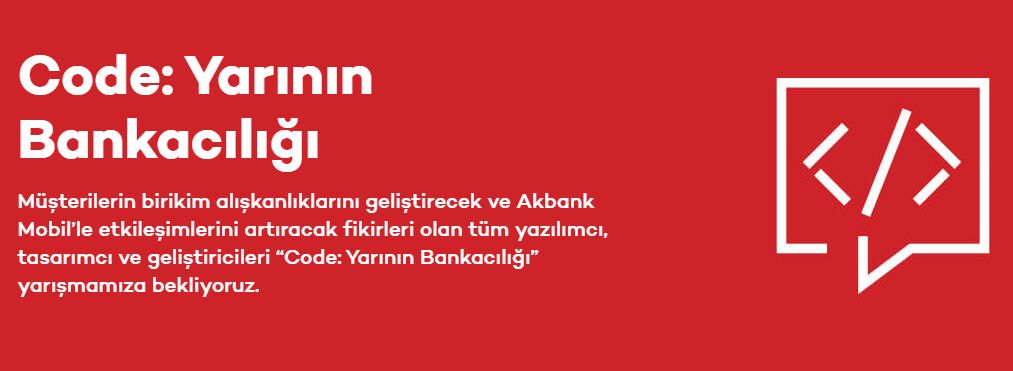 Code: Yarının
Bankacılığı
Müşterilerin birikim alışkanlıklarını geliştirecek ve Akbank
Mobil’le etkileşimlerini artıracak fikirleri olan tüm yazılımcı,
tasarımcı ve geliştiricileri “Code: Yarının Bankacılığı”
yarışmamıza bekliyoruz.